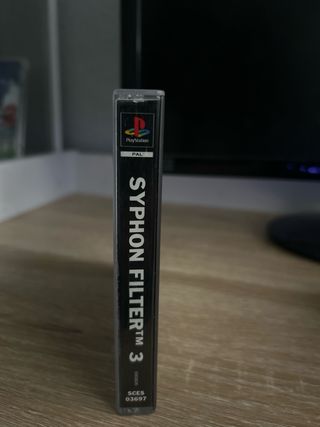 PlayStation
PAL
SYPHON FILTER™ 3
SCES
03697